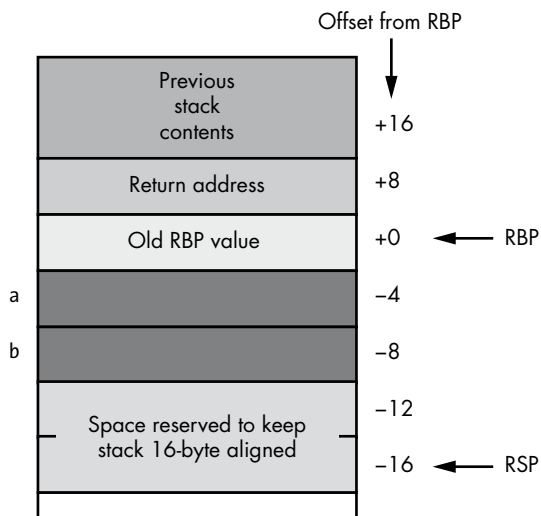 Offset from RBP
Previous
stack
contents
+16
Return address
+8
Old RBP value
+0
RBP
a
–4
b
–8
–12
Space reserved to keep
stack 16-byte aligned
–16
RSP